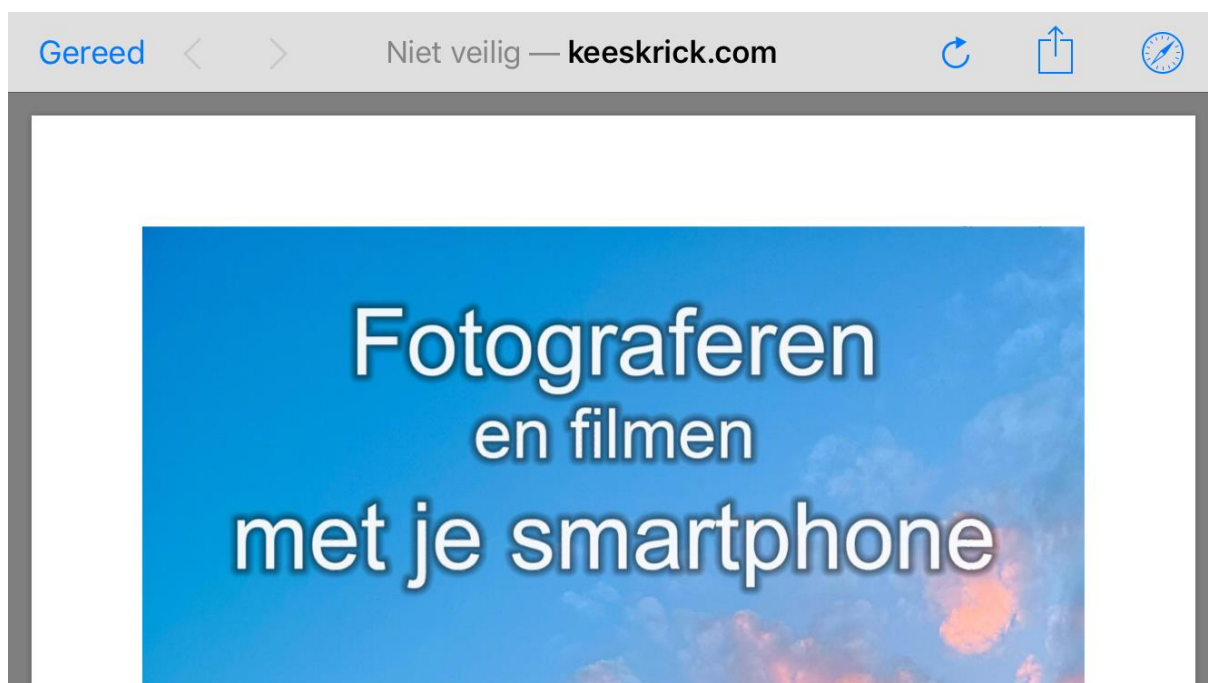 Gereed Niet veilig — keeskrick.com
Fotograferen
en filmen
met je smartphone